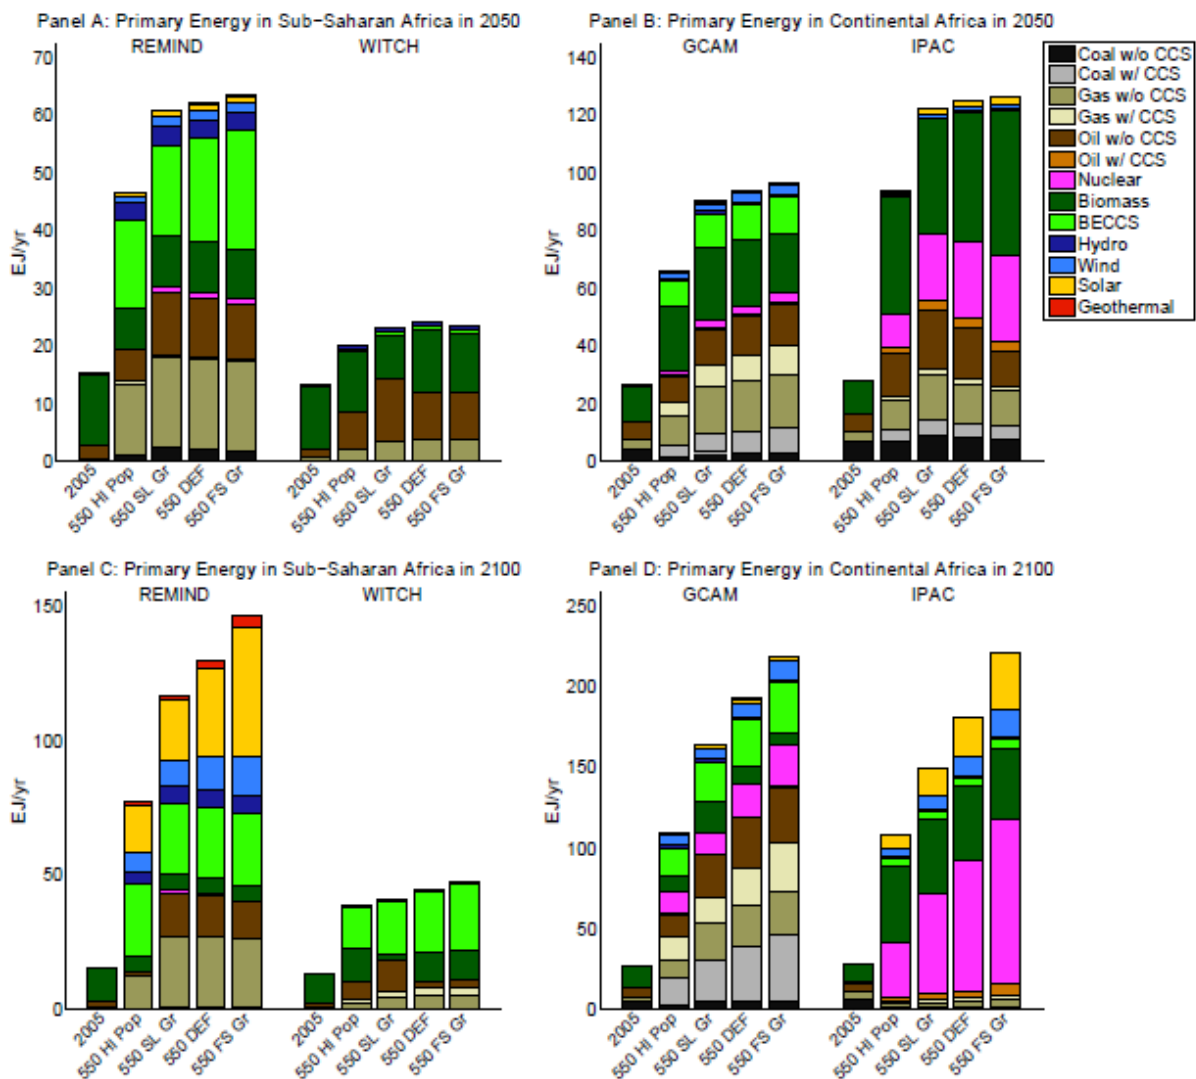 Panel A: Primary Energy in Sub-Saharan Africa in 2050
REMIND
WITCH
70
60
50
40
30
20
10
0
EJ/yr
2005
550 HI Pop
550 SL Gr
550 DEF
550 FS Gr
2005
550 HI Pop
550 SL Gr
550 DEF
550 FS Gr
Panel B: Primary Energy in Continental Africa in 2050
GCAM
IPAC
140
120
100
80
60
40
20
0
EJ/yr
2005
550 HI Pop
550 SL Gr
550 DEF
550 FS Gr
2005
550 HI Pop
550 SL Gr
550 DEF
550 FS Gr
Coal w/o CCS
Coal w/ CCS
Gas w/o CCS
Gas w/ CCS
Oil w/o CCS
Oil w/ CCS
Nuclear
Biomass
BECCS
Hydro
Wind
Solar
Geothermal
Panel C: Primary Energy in Sub-Saharan Africa in 2100
REMIND
WITCH
150
100
50
0
EJ/yr
2005
550 HI Pop
550 SL Gr
550 DEF
550 FS Gr
2005
550 HI Pop
550 SL Gr
550 DEF
550 FS Gr
Panel D: Primary Energy in Continental Africa in 2100
GCAM
IPAC
250
200
150
100
50
0
EJ/yr
2005
550 HI Pop
550 SL Gr
550 DEF
550 FS Gr
2005
550 HI Pop
550 SL Gr
550 DEF
550 FS Gr